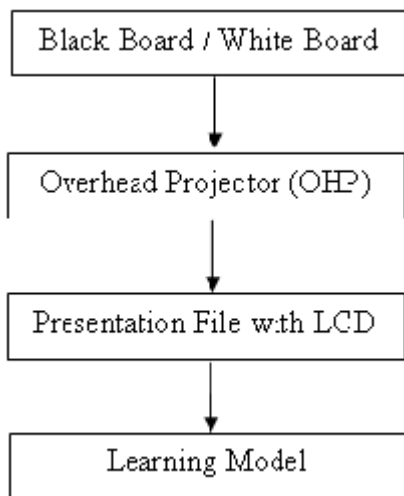 Black Board / White Board
Overhead Projector (OHP)
Presentation File with LCD
Learning Model